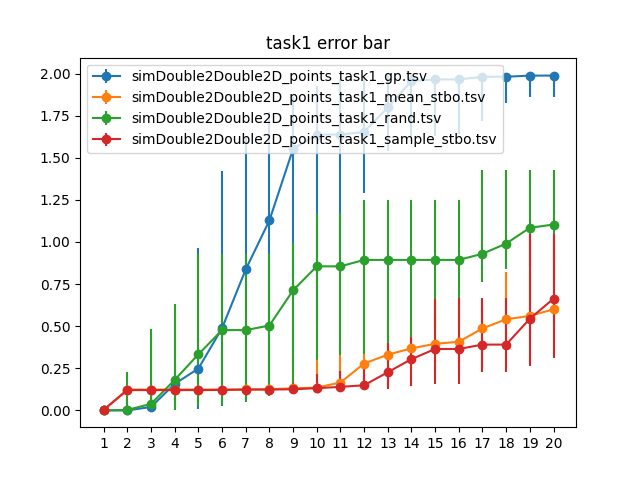 task1 error bar
simDouble2Double2D_points_task1_gp.tsv
simDouble2Double2D_points_task1_mean_stbo.tsv
simDouble2Double2D_points_task1_rand.tsv
simDouble2Double2D_points_task1_sample_stbo.tsv
2.00
1.75
1.50
1.25
1.00
0.75
0.50
0.25
0.00
1 2 3 4 5 6 7 8 9 10 11 12 13 14 15 16 17 18 19 20